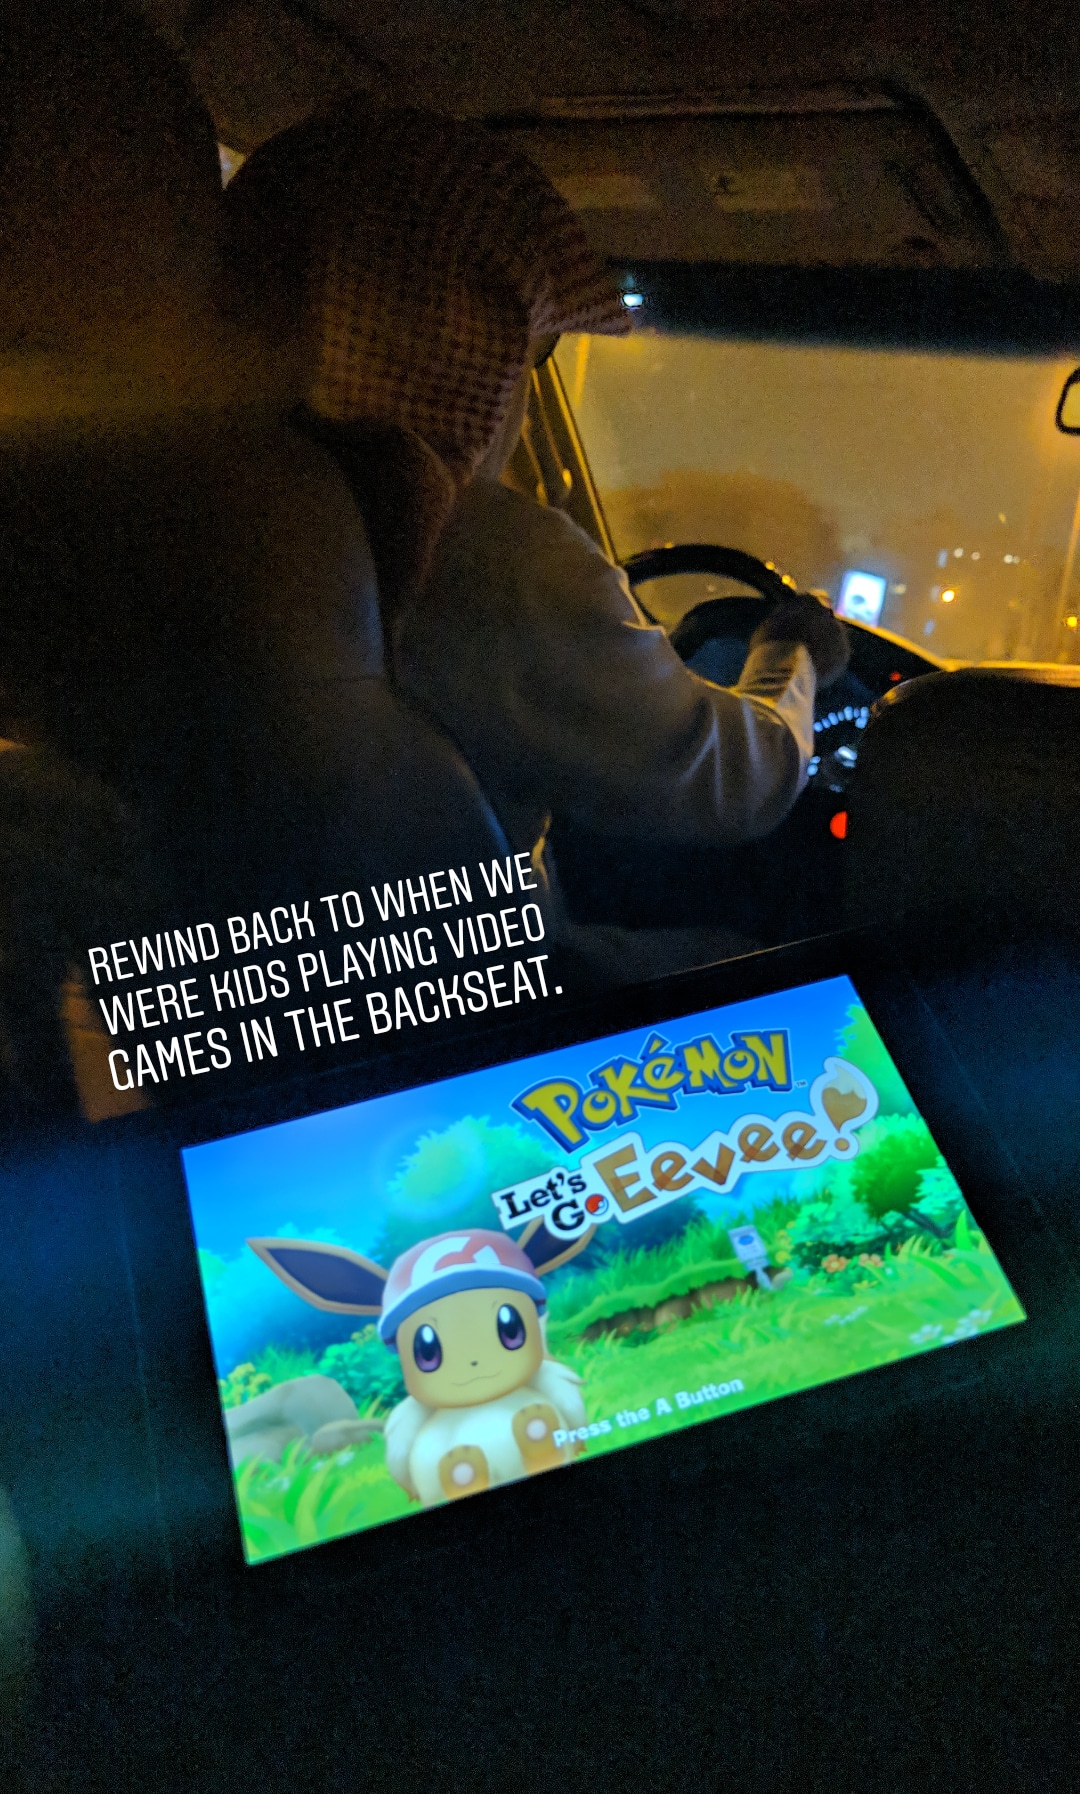 REWIND BACK TO WHEN WE
WERE KIDS PLAYING VIDEO
GAMES IN THE BACKSEAT.
POKéMON
Let's
Go Eevee!
Press the A Button